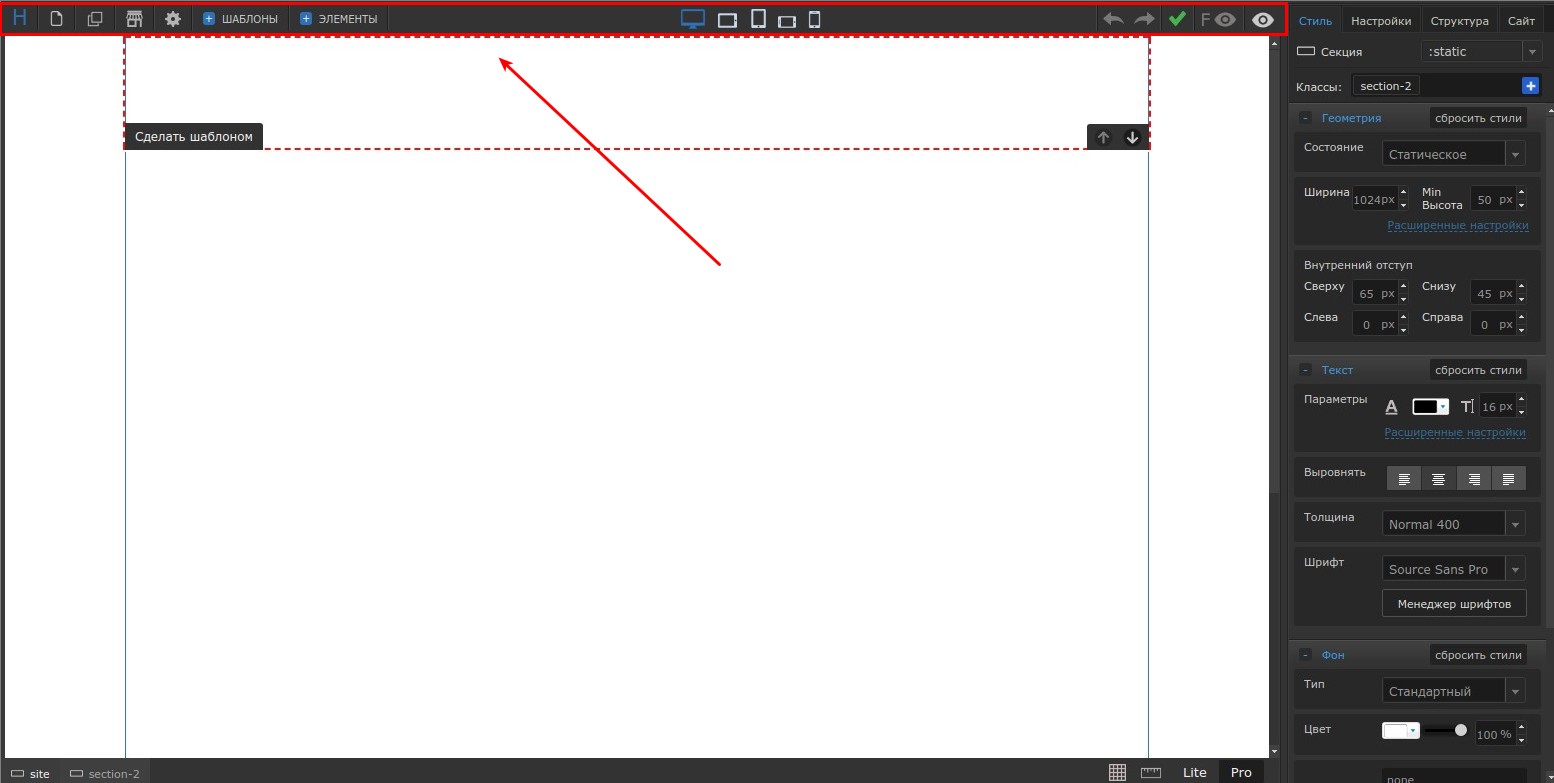 H ШАБЛОНЫ ЭЛЕМЕНТЫ F
Стиль Настройки Структура Сайт
Секция :static
Классы: section-2
Сделать шаблоном
- Геометрия сбросить стили
Состояние Статическое
Ширина 1024px Min Высота 50 px
Расширенные настройки
Внутренний отступ
Сверху 65 px Снизу 45 px
Слева 0 px Справа 0 px
- Текст сбросить стили
Параметры A T 16 px
Расширенные настройки
Выровнять
Толщина Normal 400
Шрифт Source Sans Pro
Менеджер шрифтов
- Фон сбросить стили
Тип Стандартный
Цвет 100 %
none
site section-2 Lite Pro